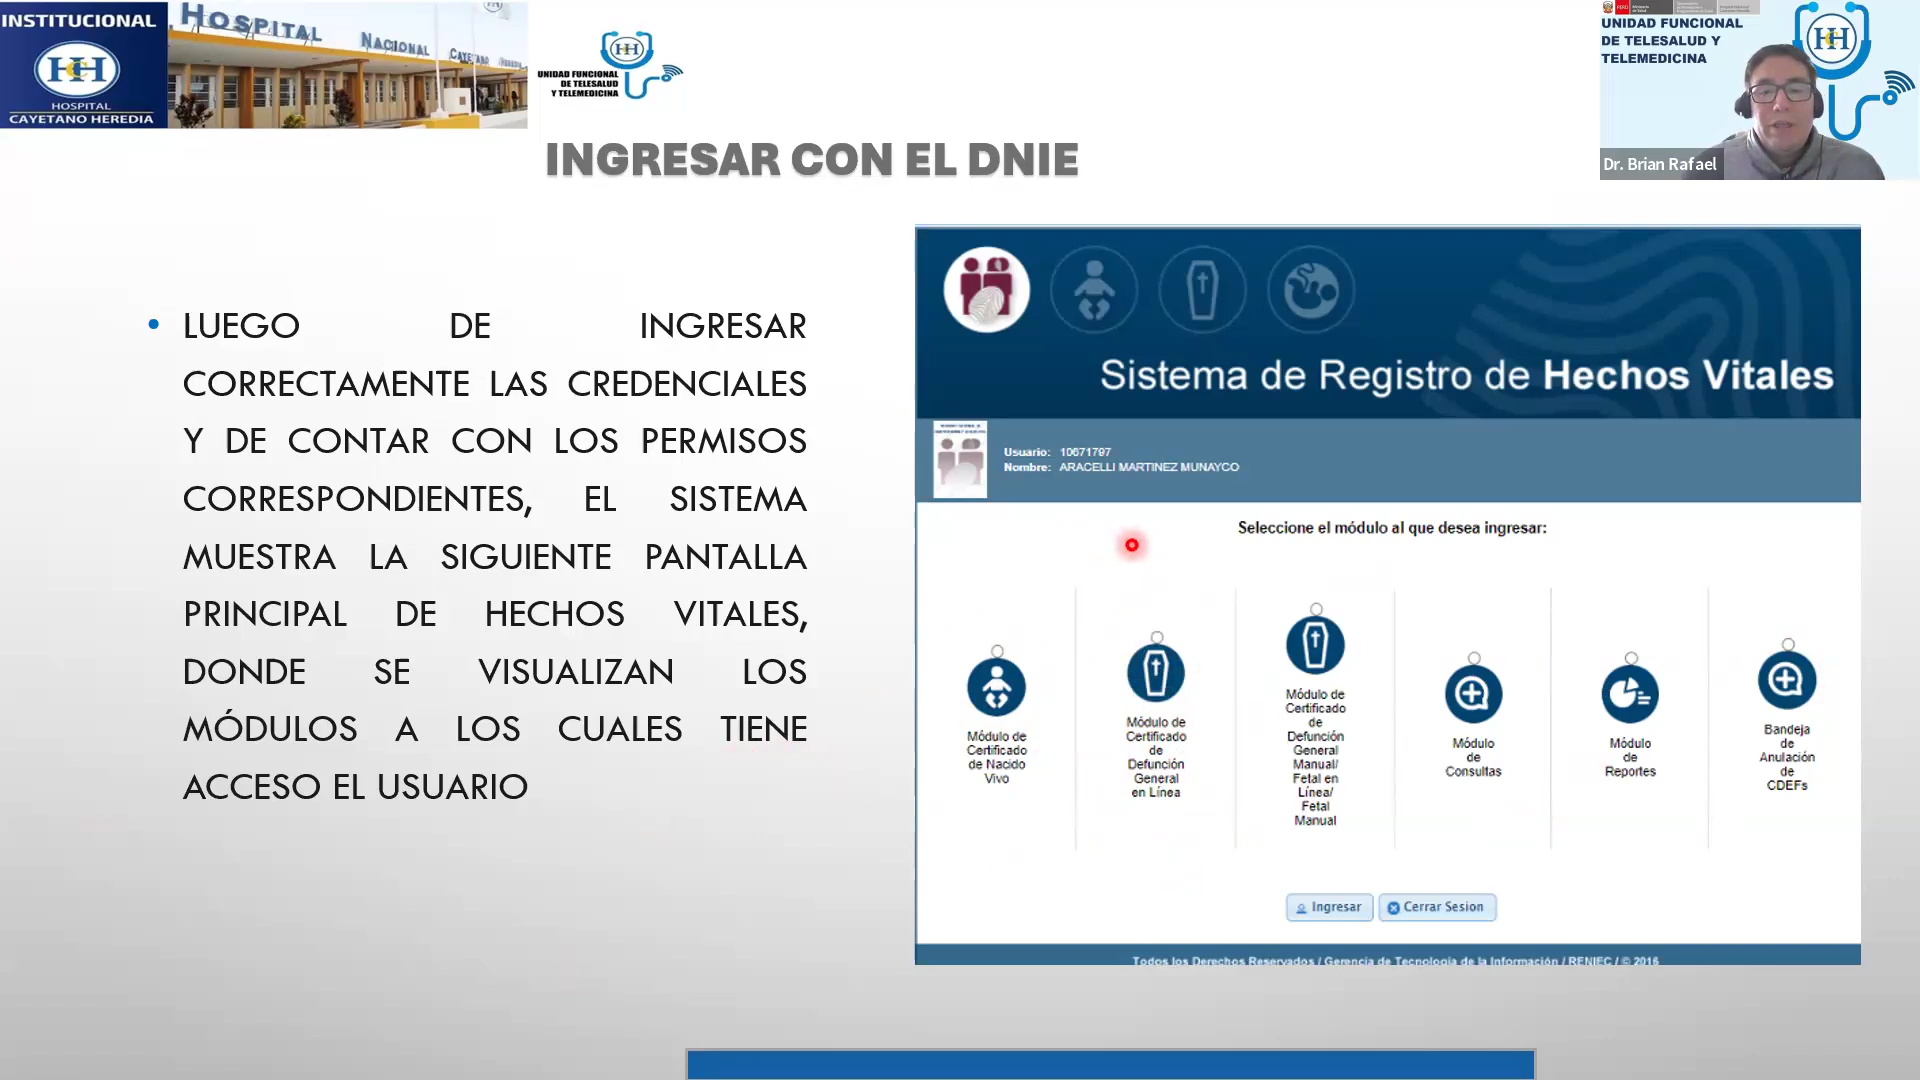 INSTITUCIONAL
HOSPITAL
CAYETANO HEREDIA
HOSPITAL
NACIONAL
CAYETANO HEREDIA
UNIDAD FUNCIONAL
DE TELESALUD
Y TELEMEDICINA
UNIDAD FUNCIONAL
DE TELESALUD Y
TELEMEDICINA
Dr. Brian Rafael
INGRESAR CON EL DNIE
LUEGO DE INGRESAR
CORRECTAMENTE LAS CREDENCIALES
Y DE CONTAR CON LOS PERMISOS
CORRESPONDIENTES, EL SISTEMA
MUESTRA LA SIGUIENTE PANTALLA
PRINCIPAL DE HECHOS VITALES,
DONDE SE VISUALIZAN LOS
MÓDULOS A LOS CUALES TIENE
ACCESO EL USUARIO
Sistema de Registro de Hechos Vitales
Usuario: 10671797
Nombre: ARACELLI MARTINEZ MUNAYCO
Seleccione el módulo al que desea ingresar:
Módulo de
Certificado
de Nacido
Vivo
Módulo de
Certificado
de
Defunción
General
en Línea
Módulo de
Certificado
de
Defunción
General
Manual/
Fetal en
Línea/
Fetal
Manual
Módulo
de
Consultas
Módulo
de
Reportes
Bandeja
de
Anulación
de
CDEFs
Ingresar
Cerrar Sesion
Todos los Derechos Reservados / Gerencia de Tecnología de la Información / RENIEC / © 2016